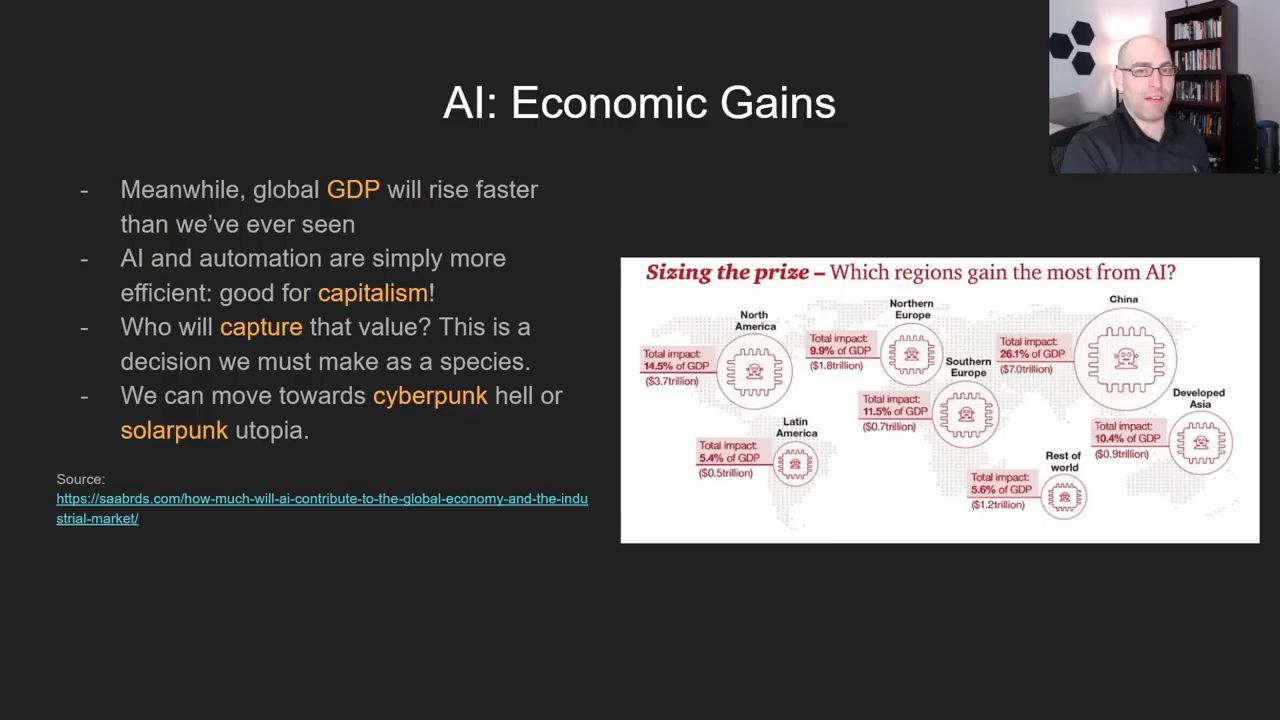 AI: Economic Gains
- Meanwhile, global GDP will rise faster
than we’ve ever seen
- AI and automation are simply more
efficient: good for capitalism!
- Who will capture that value? This is a
decision we must make as a species.
- We can move towards cyberpunk hell or
solarpunk utopia.
Source:
https://saabrds.com/how-much-will-ai-contribute-to-the-global-economy-and-the-indu
strial-market/
Sizing the prize – Which regions gain the most from AI?
North
America
Total impact:
14.5% of GDP
($3.7trillion)
Northern
Europe
Total impact:
9.9% of GDP
($1.8trillion)
Southern
Europe
Total impact:
11.5% of GDP
($0.7trillion)
China
Total impact:
26.1% of GDP
($7.0trillion)
Developed
Asia
Total impact:
10.4% of GDP
($0.9trillion)
Latin
America
Total impact:
5.4% of GDP
($0.5trillion)
Rest of
world
Total impact:
5.6% of GDP
($1.2trillion)